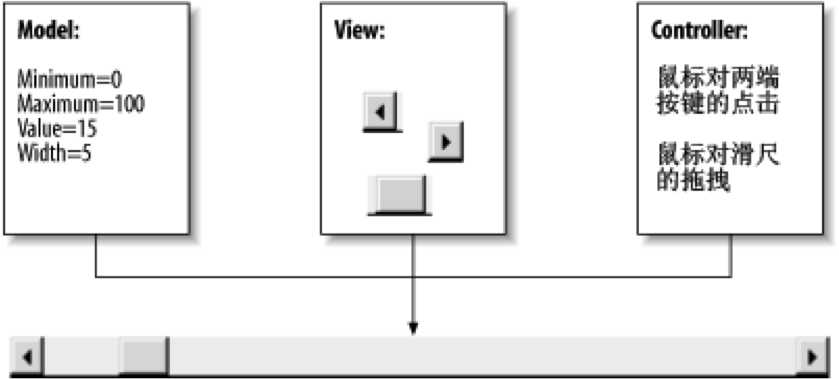 Model:
Minimum=0
Maximum=100
Value=15
Width=5
View:
Controller:
鼠标对两端
按键的点击
鼠标对滑尺
的拖拽